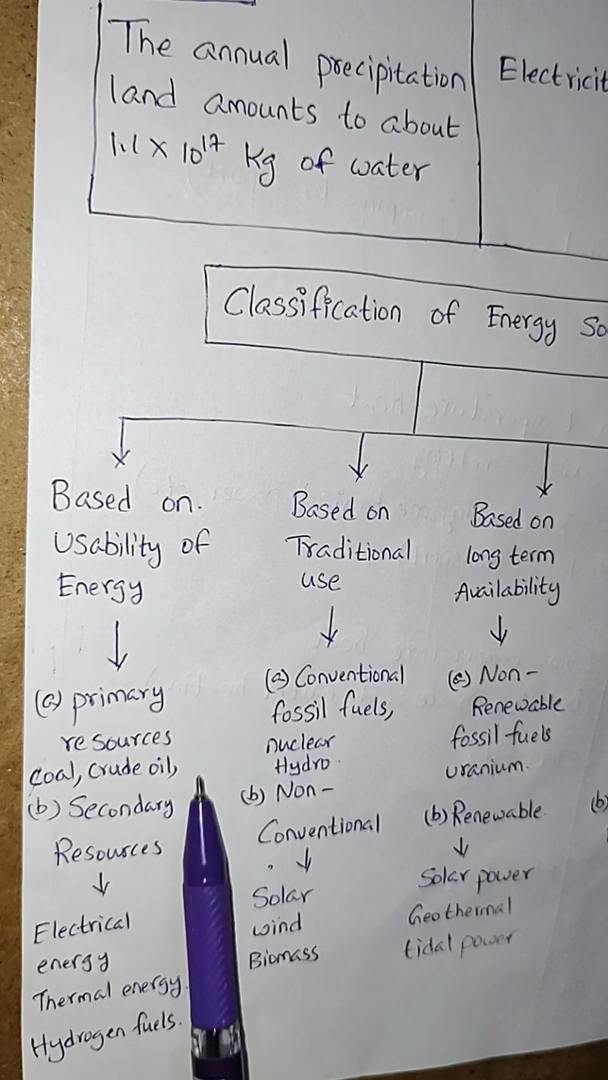 The annual precipitation
land amounts to about
1.1 × 10¹⁷ Kg of water
Electricit
Classification of Energy So
Based on.
Usability of
Energy
(a) primary
resources
Coal, Crude oil,
(b) Secondary
Resources
Electrical
energy
Thermal energy.
Hydrogen fuels.
Based on
Traditional
use
(a) Conventional
fossil fuels,
nuclear
Hydro.
(b) Non-
Conventional
Solar
wind
Biomass
Based on
long term
Availability
(a) Non-
Renewable
fossil fuels
uranium.
(b) Renewable.
Solar power
Geothermal
tidal power
(b)